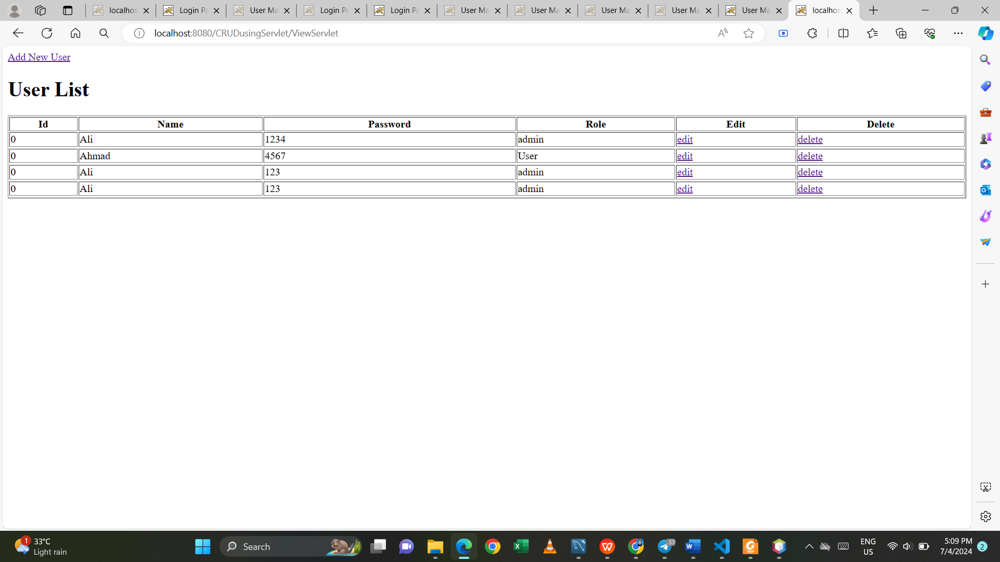 localhos Login Pa User Ma Login Pa Login Pa User Ma User Ma User Ma User Ma User Ma localhos
localhost:8080/CRUDusingServlet/ViewServlet
Add New User
User List
Id Name Password Role Edit Delete
0 Ali 1234 admin edit delete
0 Ahmad 4567 User edit delete
0 Ali 123 admin edit delete
0 Ali 123 admin edit delete
1 33°C
Light rain
Search
57
ENG
US
5:09 PM
7/4/2024
2